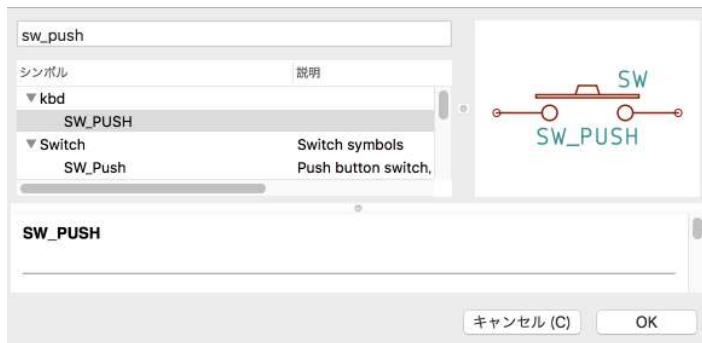 sw_push
シンボル 説明
▼kbd
SW_PUSH
▼Switch Switch symbols
SW_Push Push button switch,
SW
SW_PUSH
SW_PUSH
キャンセル (C) OK